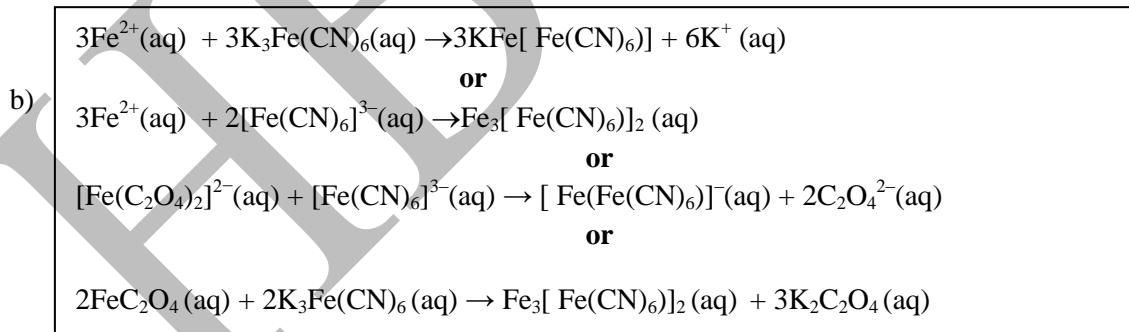 3Fe²⁺(aq) + 3K₃Fe(CN)₆(aq) →3KFe[ Fe(CN)₆)] + 6K⁺ (aq)
or
b)
3Fe²⁺(aq) + 2[Fe(CN)₆]³⁻(aq) →Fe₃[ Fe(CN)₆)]₂ (aq)
or
[Fe(C₂O₄)₂]²⁻(aq) + [Fe(CN)₆]³⁻(aq) → [ Fe(Fe(CN)₆)]⁻(aq) + 2C₂O₄²⁻(aq)
or
2FeC₂O₄ (aq) + 2K₃Fe(CN)₆ (aq) → Fe₃[ Fe(CN)₆)]₂ (aq) + 3K₂C₂O₄ (aq)